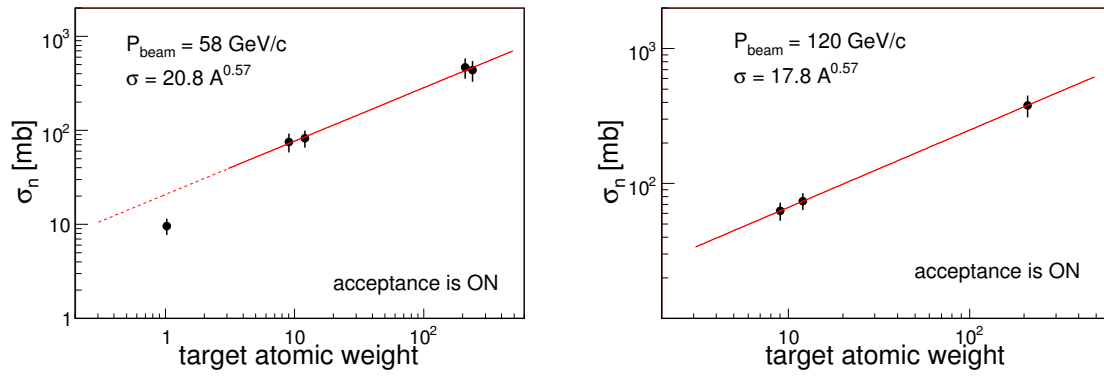 P_beam = 58 GeV/c
σ = 20.8 A^0.57
10^3
10^2
10
1
σ_n [mb]
acceptance is ON
1 10 10^2
target atomic weight
P_beam = 120 GeV/c
σ = 17.8 A^0.57
10^3
10^2
σ_n [mb]
acceptance is ON
10 10^2
target atomic weight